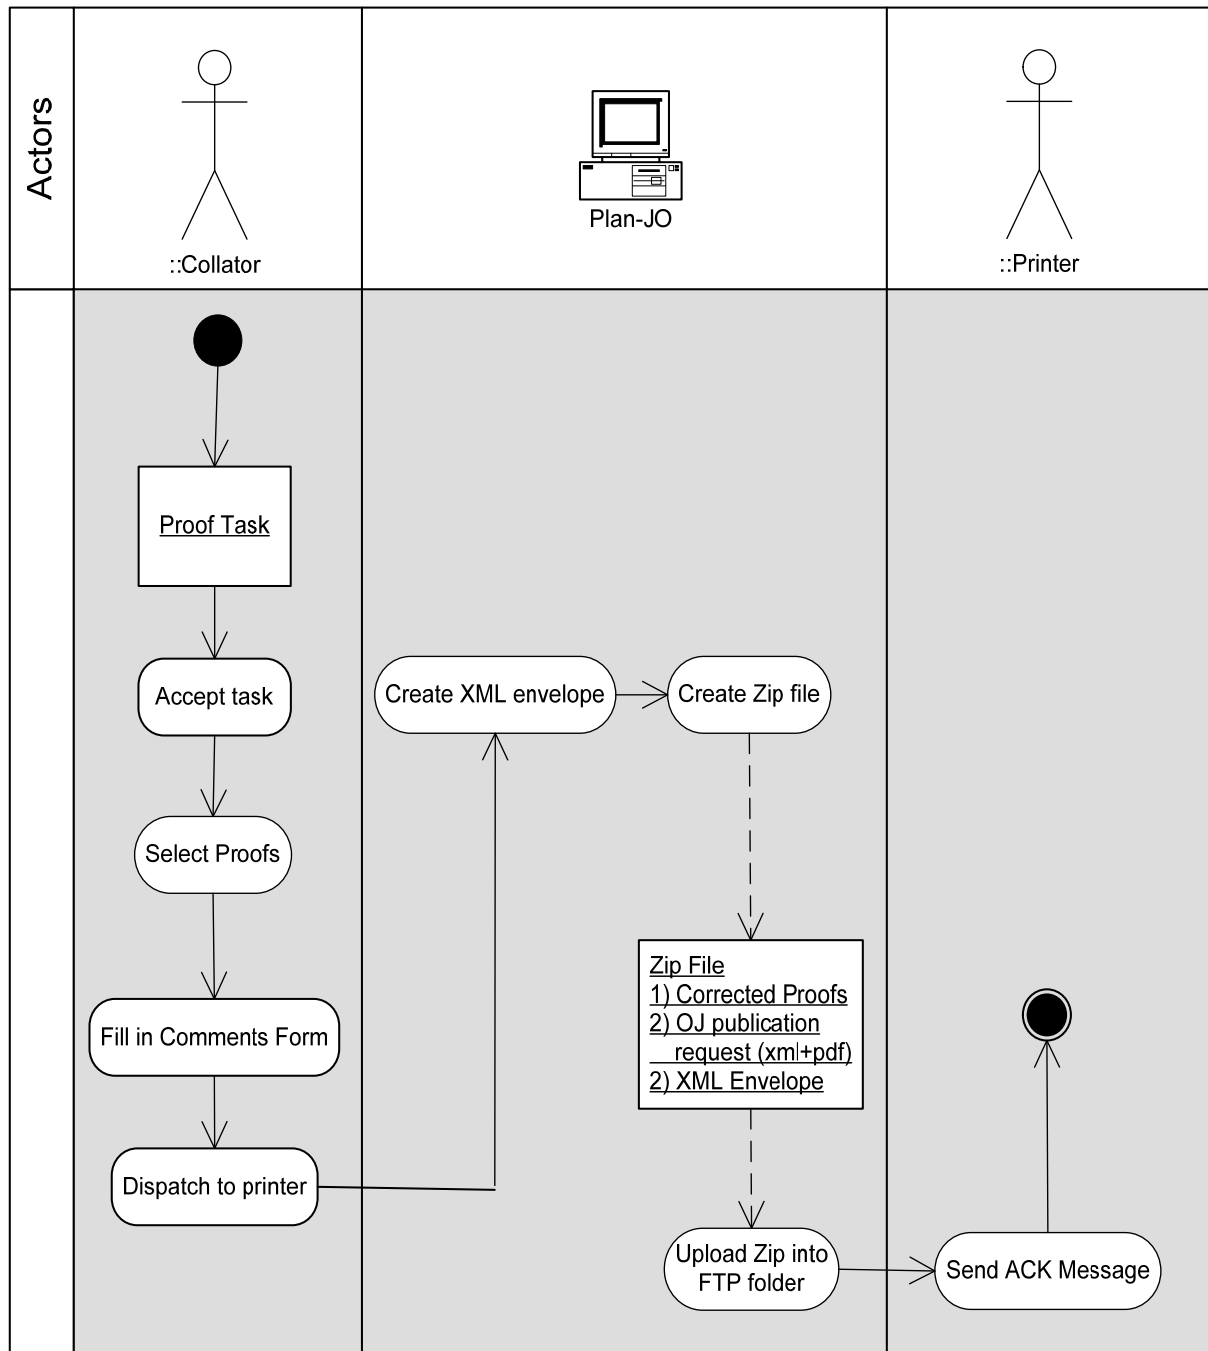 Actors
::Collator
Plan-JO
::Printer
Proof Task
Accept task
Select Proofs
Fill in Comments Form
Dispatch to printer
Create XML envelope
Create Zip file
Zip File
1) Corrected Proofs
2) OJ publication
request (xml+pdf)
2) XML Envelope
Upload Zip into
FTP folder
Send ACK Message